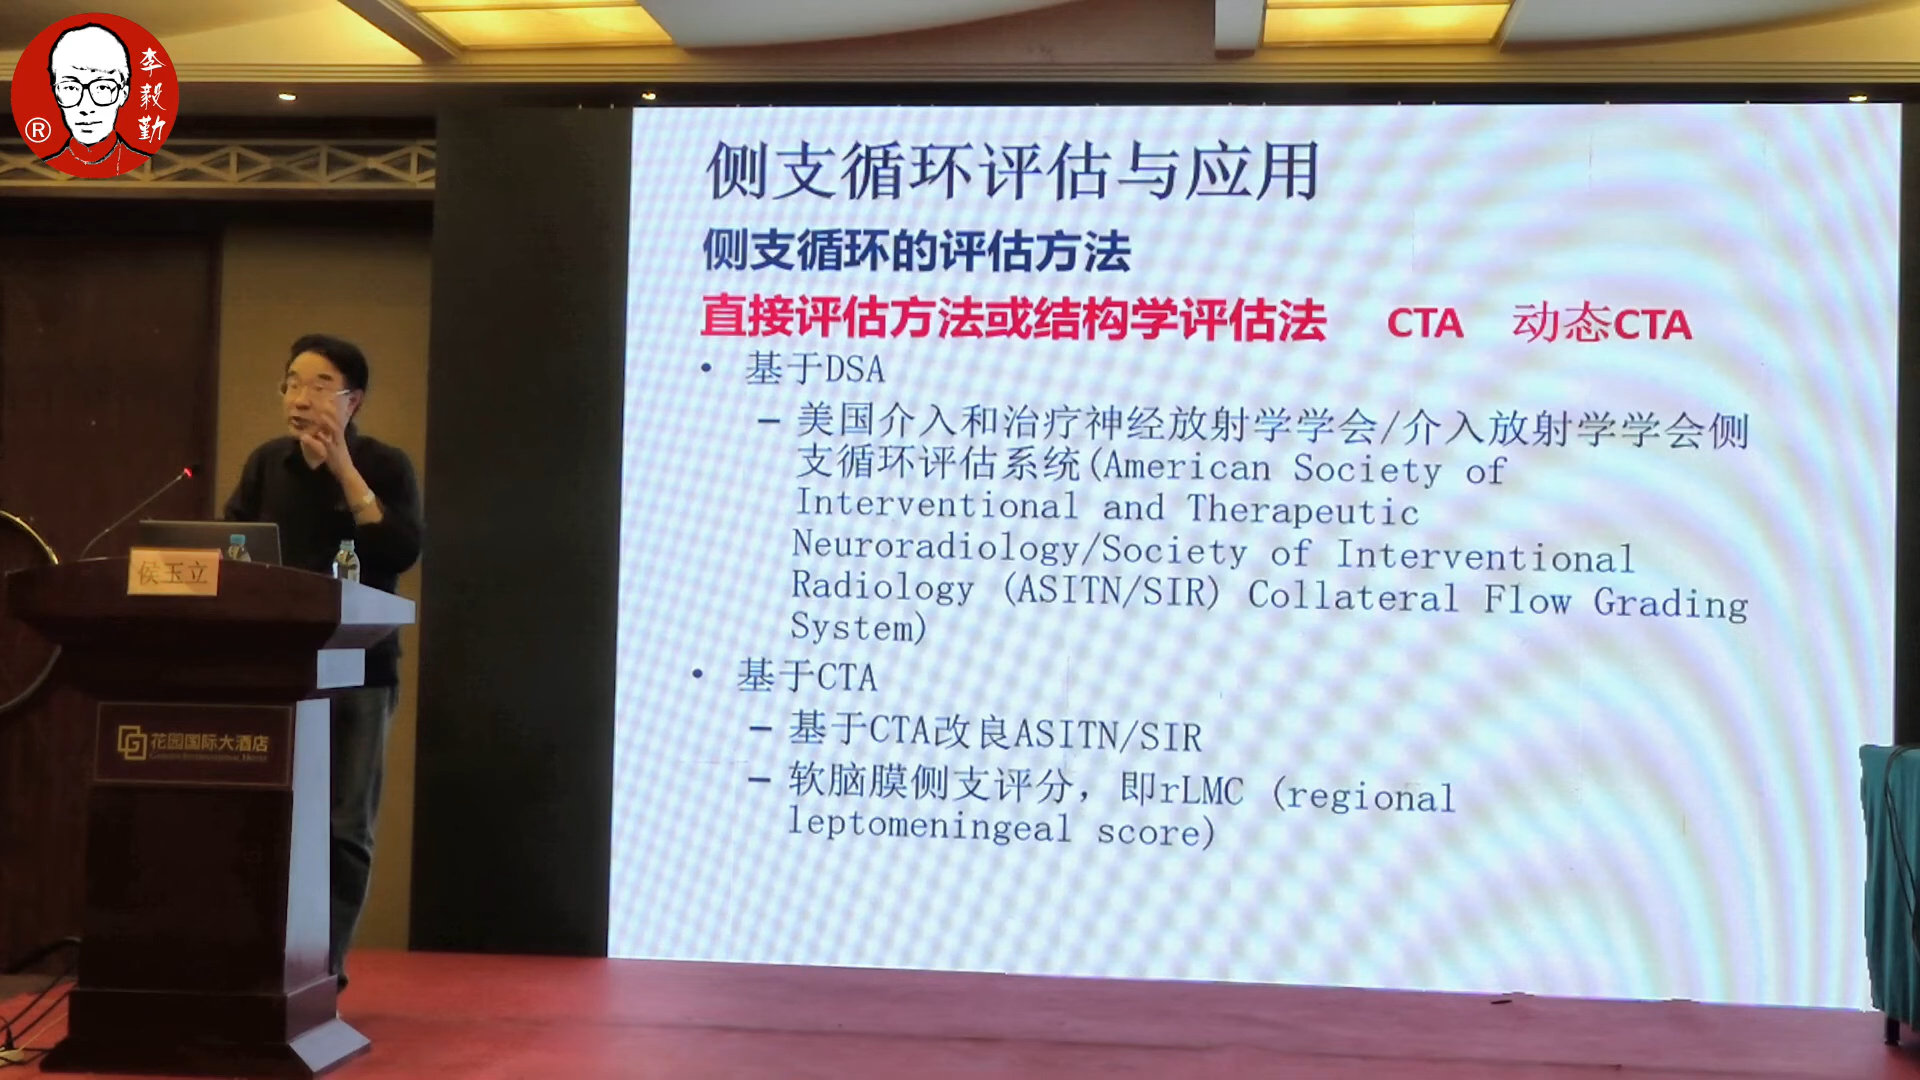 李毅勤
®
侧支循环评估与应用
侧支循环的评估方法
直接评估方法或结构学评估法 CTA 动态CTA
• 基于DSA
– 美国介入和治疗神经放射学学会/介入放射学学会侧
支循环评估系统(American Society of
Interventional and Therapeutic
Neuroradiology/Society of Interventional
Radiology (ASITN/SIR) Collateral Flow Grading
System)
• 基于CTA
– 基于CTA改良ASITN/SIR
– 软脑膜侧支评分，即rLMC (regional
leptomeningeal score)
侯玉立
花园国际大酒店